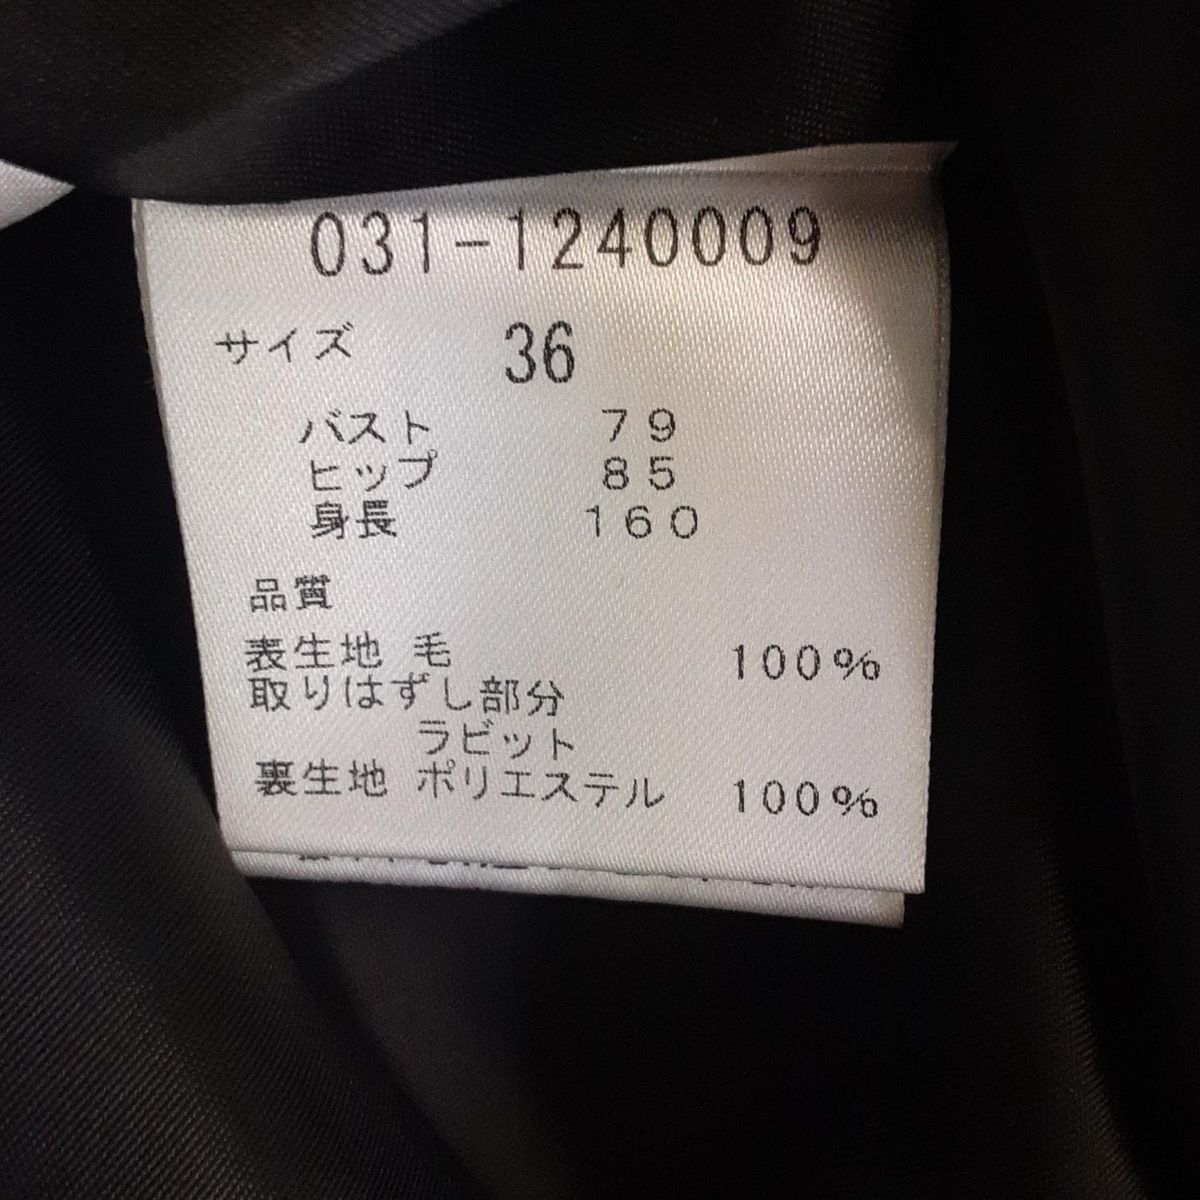 031-1240009
サイズ 36
バスト 79
ヒップ 85
身長 160
品質
表生地 毛 100%
取りはずし部分
ラビット
裏生地 ポリエステル 100%